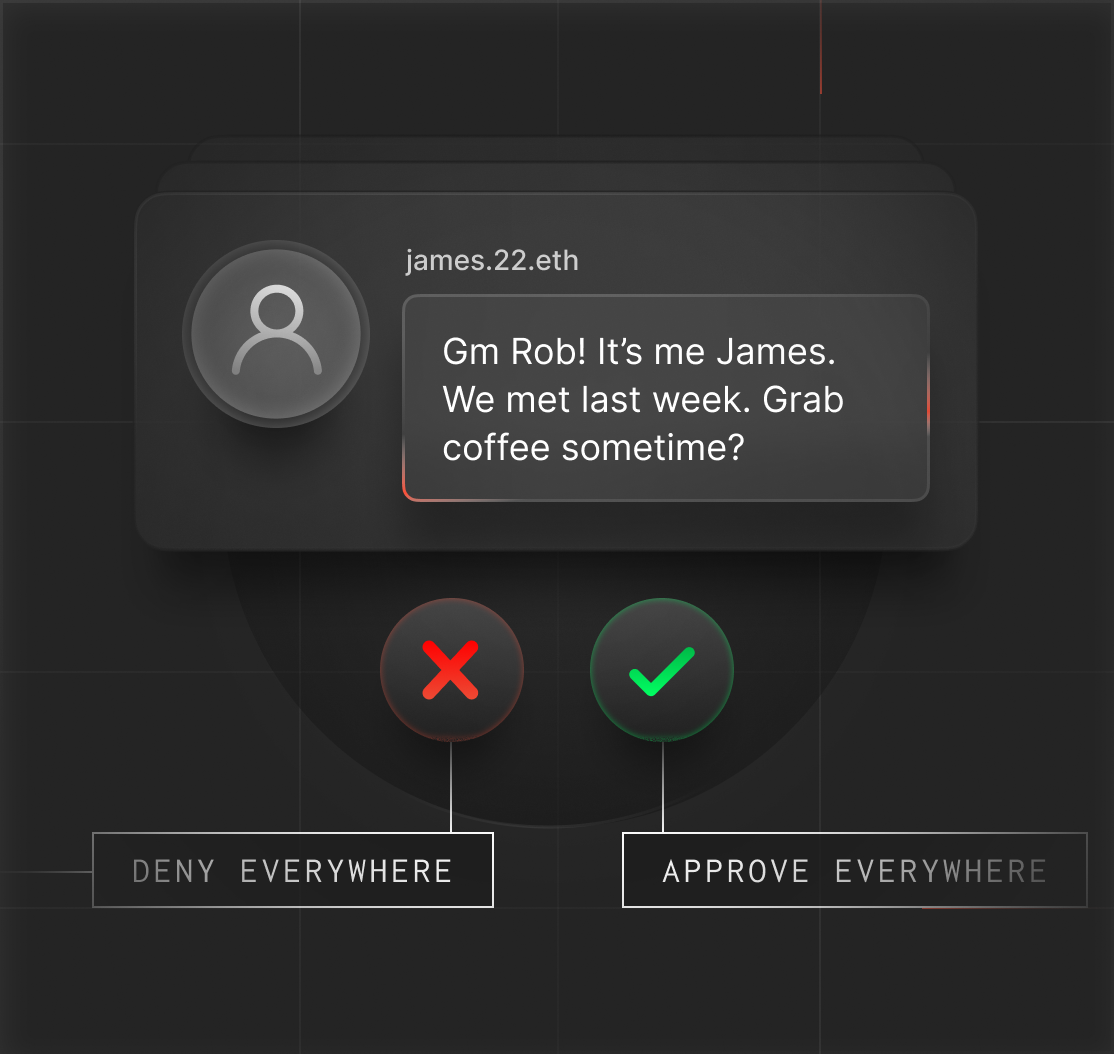 james.22.eth
Gm Rob! It’s me James.
We met last week. Grab
coffee sometime?
DENY EVERYWHERE
APPROVE EVERYWHERE